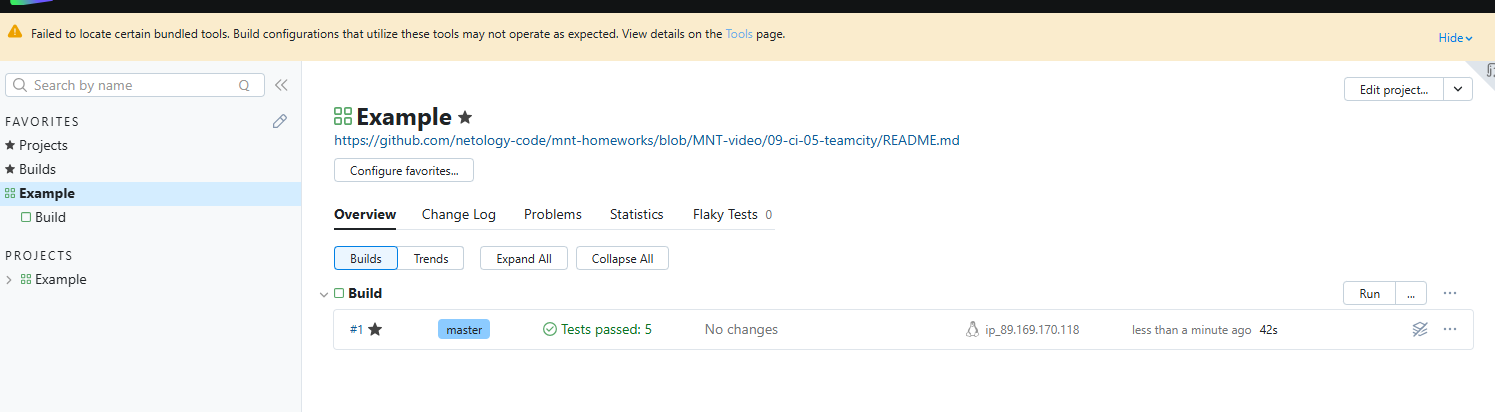 Failed to locate certain bundled tools. Build configurations that utilize these tools may not operate as expected. View details on the Tools page.
Hide
Search by name
Edit project...
FAVORITES
Example
https://github.com/netology-code/mnt-homeworks/blob/MNT-video/09-ci-05-teamcity/README.md
Projects
Builds
Configure favorites...
Example
Build
Overview Change Log Problems Statistics Flaky Tests 0
PROJECTS
Example
Builds Trends Expand All Collapse All
Build Run ...
#1 master Tests passed: 5 No changes ip_89.169.170.118 less than a minute ago 42s